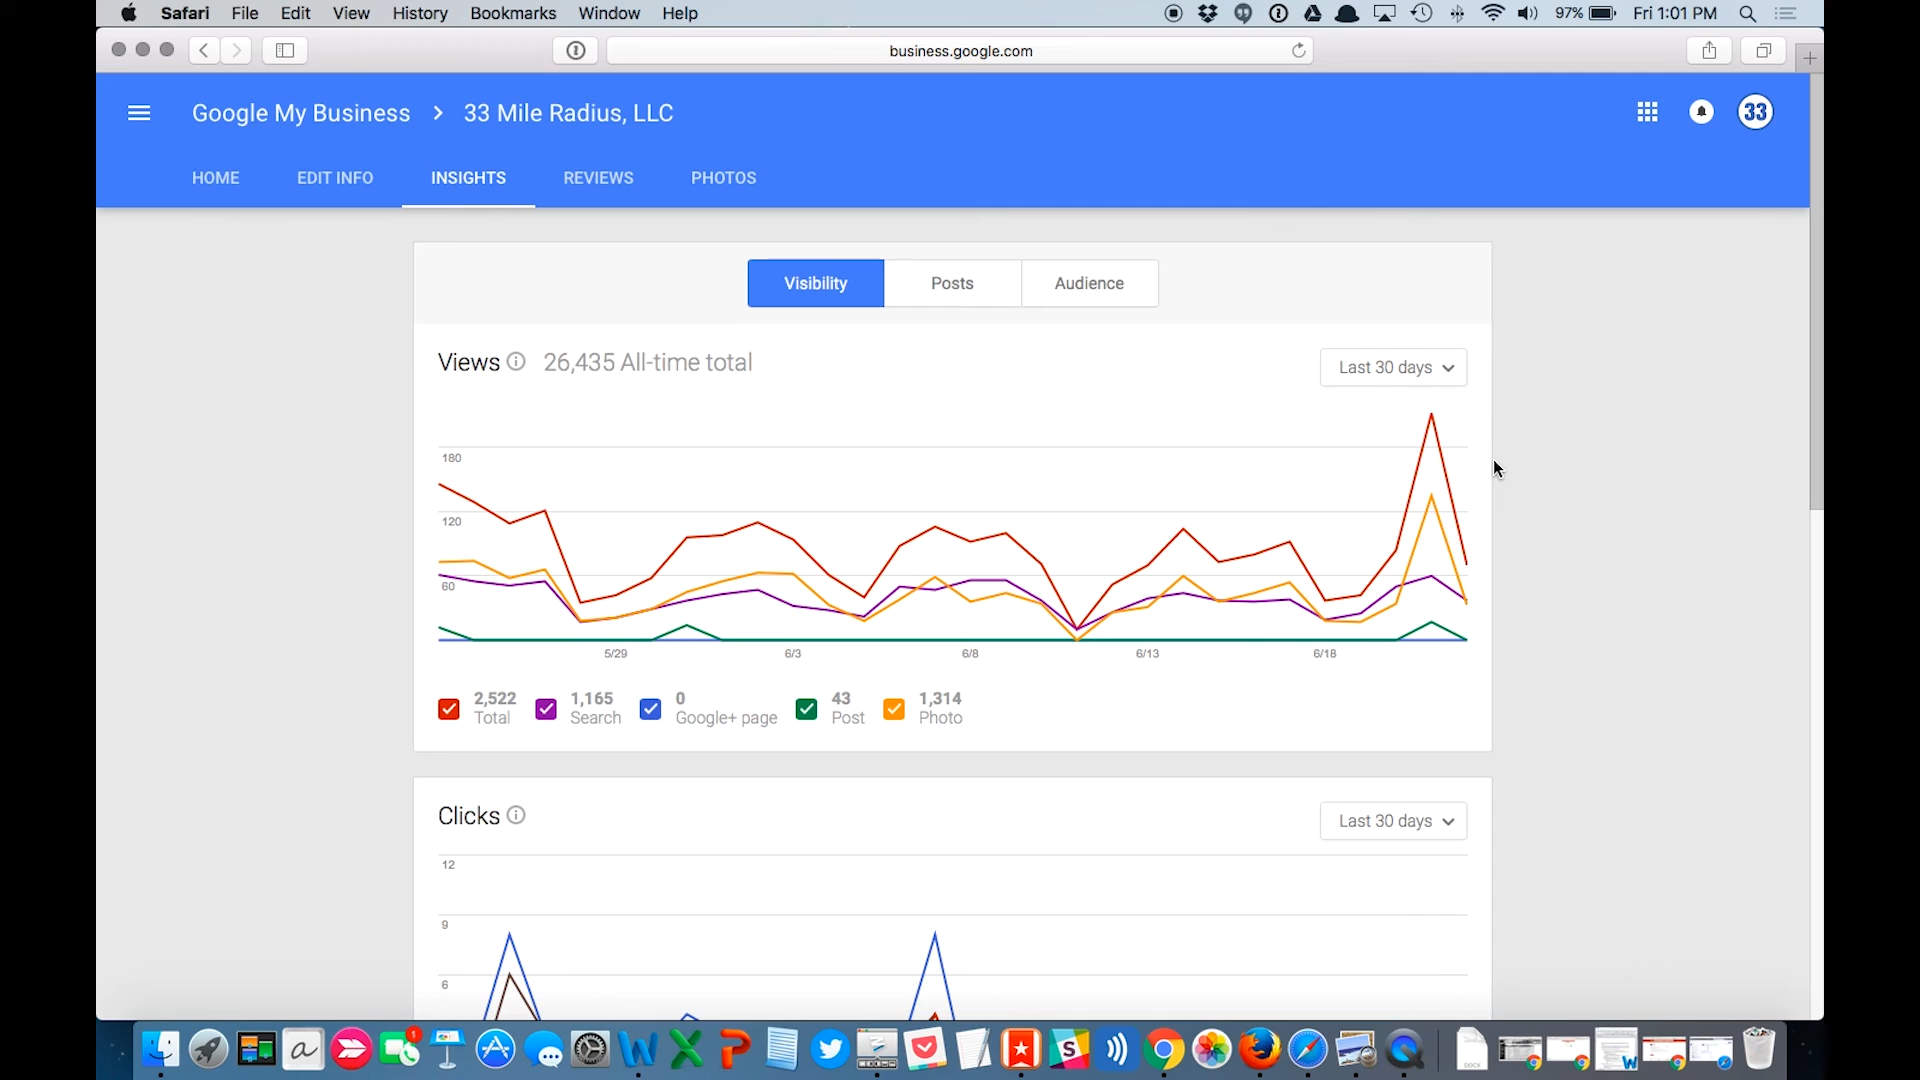 Safari File Edit View History Bookmarks Window Help 97% Fri 1:01 PM
business.google.com
Google My Business > 33 Mile Radius, LLC 33
HOME EDIT INFO INSIGHTS REVIEWS PHOTOS
Visibility Posts Audience
Views 26,435 All-time total Last 30 days
180
120
60
5/29 6/3 6/8 6/13 6/18
2,522 1,165 0 43 1,314
Total Search Google+ page Post Photo
Clicks Last 30 days
12
9
6
1
DOCX